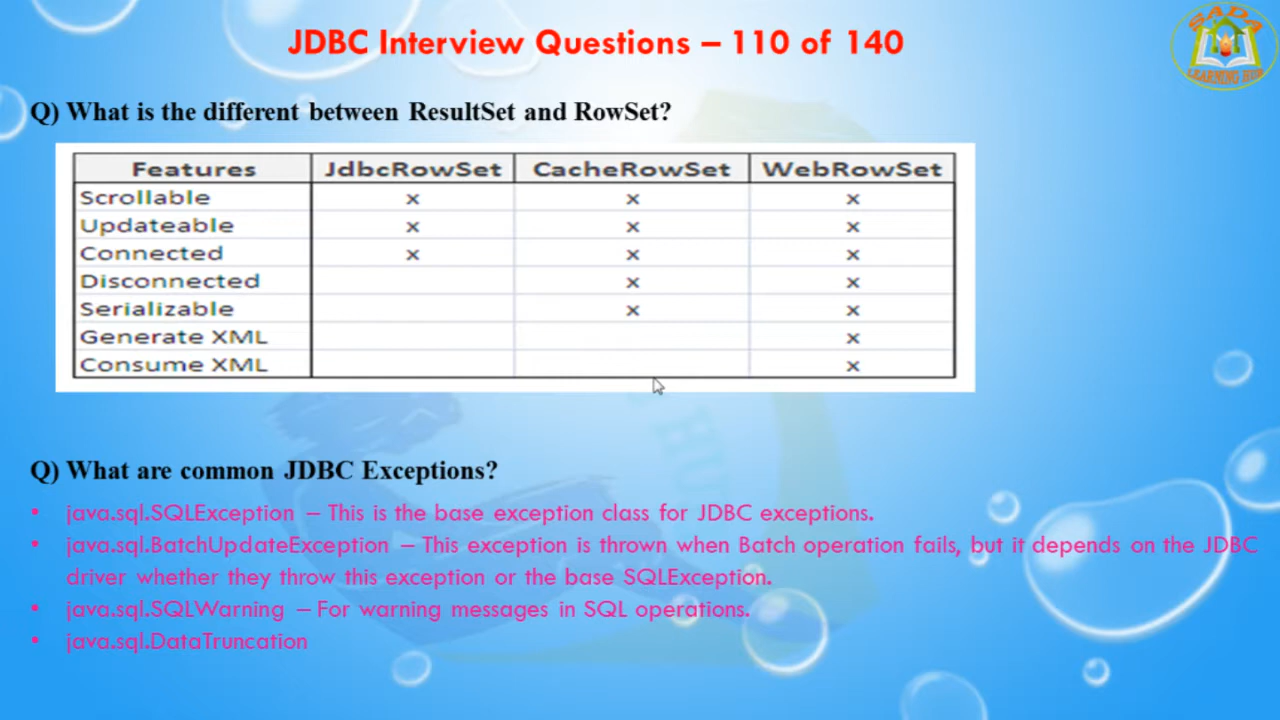 JDBC Interview Questions – 110 of 140
SADA
LEARNING HUB
Q) What is the different between ResultSet and RowSet?
Features JdbcRowSet CacheRowSet WebRowSet
Scrollable x x x
Updateable x x x
Connected x x x
Disconnected x x
Serializable x x
Generate XML x
Consume XML x
HUB
Q) What are common JDBC Exceptions?
• java.sql.SQLException – This is the base exception class for JDBC exceptions.
• java.sql.BatchUpdateException – This exception is thrown when Batch operation fails, but it depends on the JDBC
driver whether they throw this exception or the base SQLException.
• java.sql.SQLWarning – For warning messages in SQL operations.
• java.sql.DataTruncation